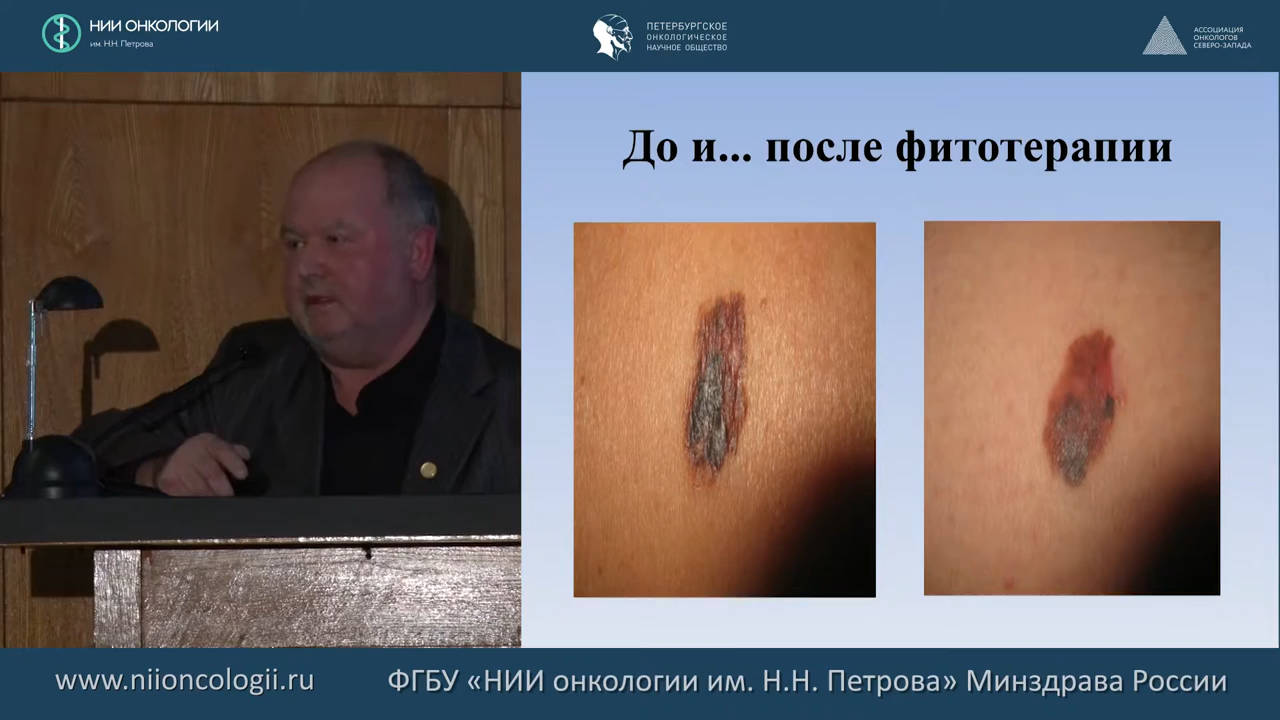 НИИ ОНКОЛОГИИ
им. Н.Н. Петрова
ПЕТЕРБУРГСКОЕ
ОНКОЛОГИЧЕСКОЕ
НАУЧНОЕ ОБЩЕСТВО
АССОЦИАЦИЯ
ОНКОЛОГОВ
СЕВЕРО-ЗАПАДА
До и... после фитотерапии
www.niioncologii.ru
ФГБУ «НИИ онкологии им. Н.Н. Петрова» Минздрава России